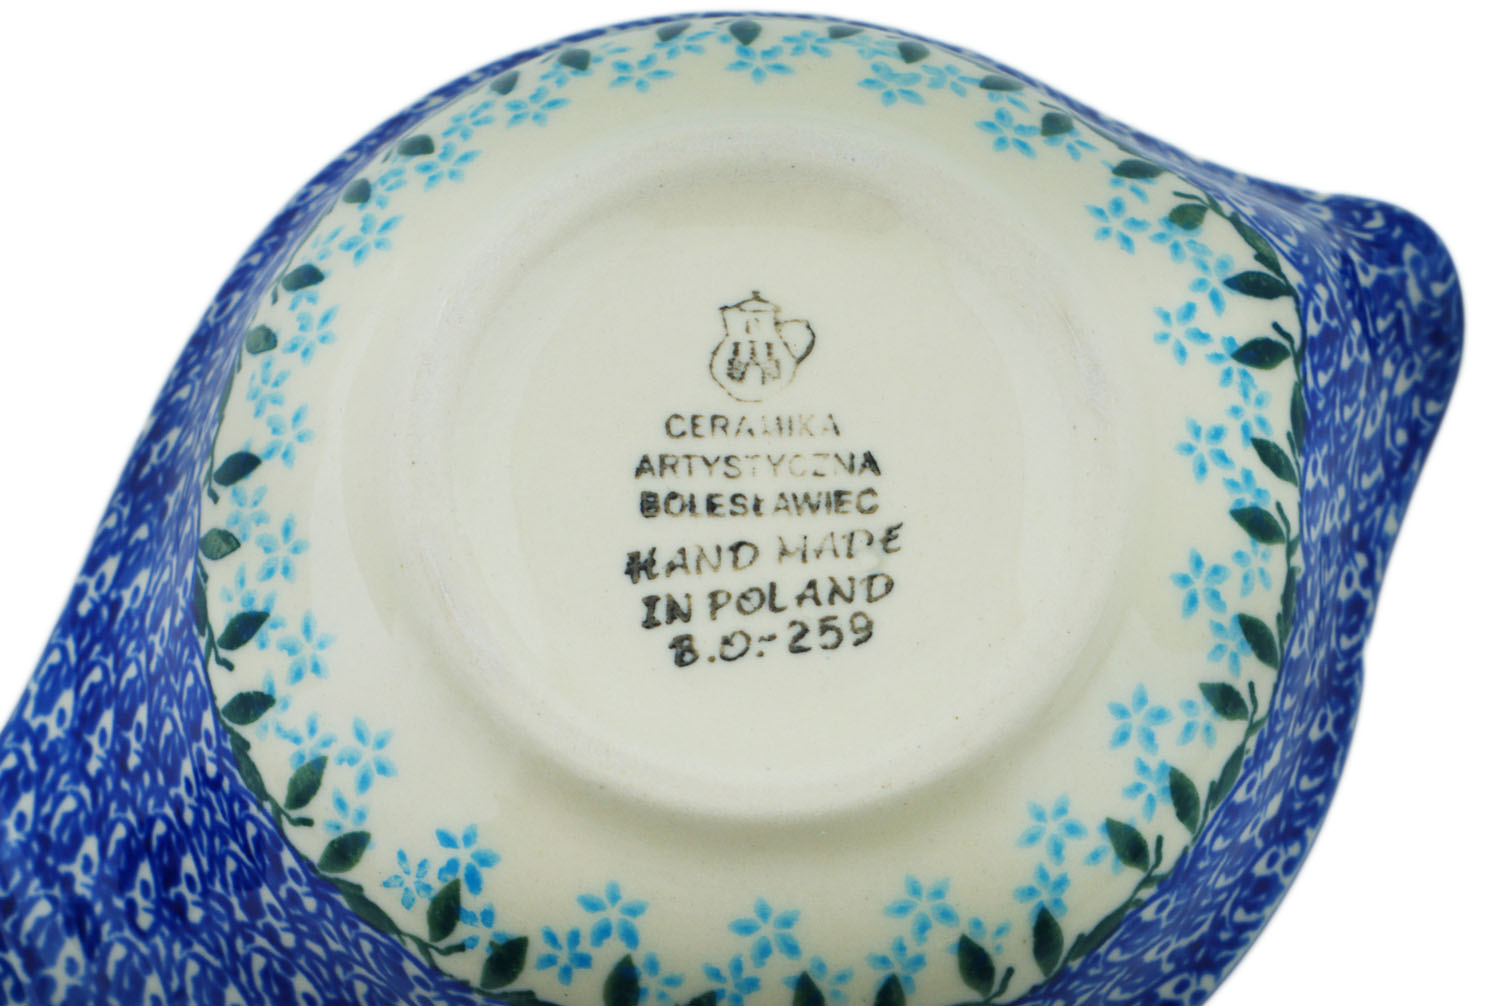 CERAMIKA
ARTYSTYCZNA
BOLESŁAWIEC
HAND MADE
IN POLAND
B.D.-259